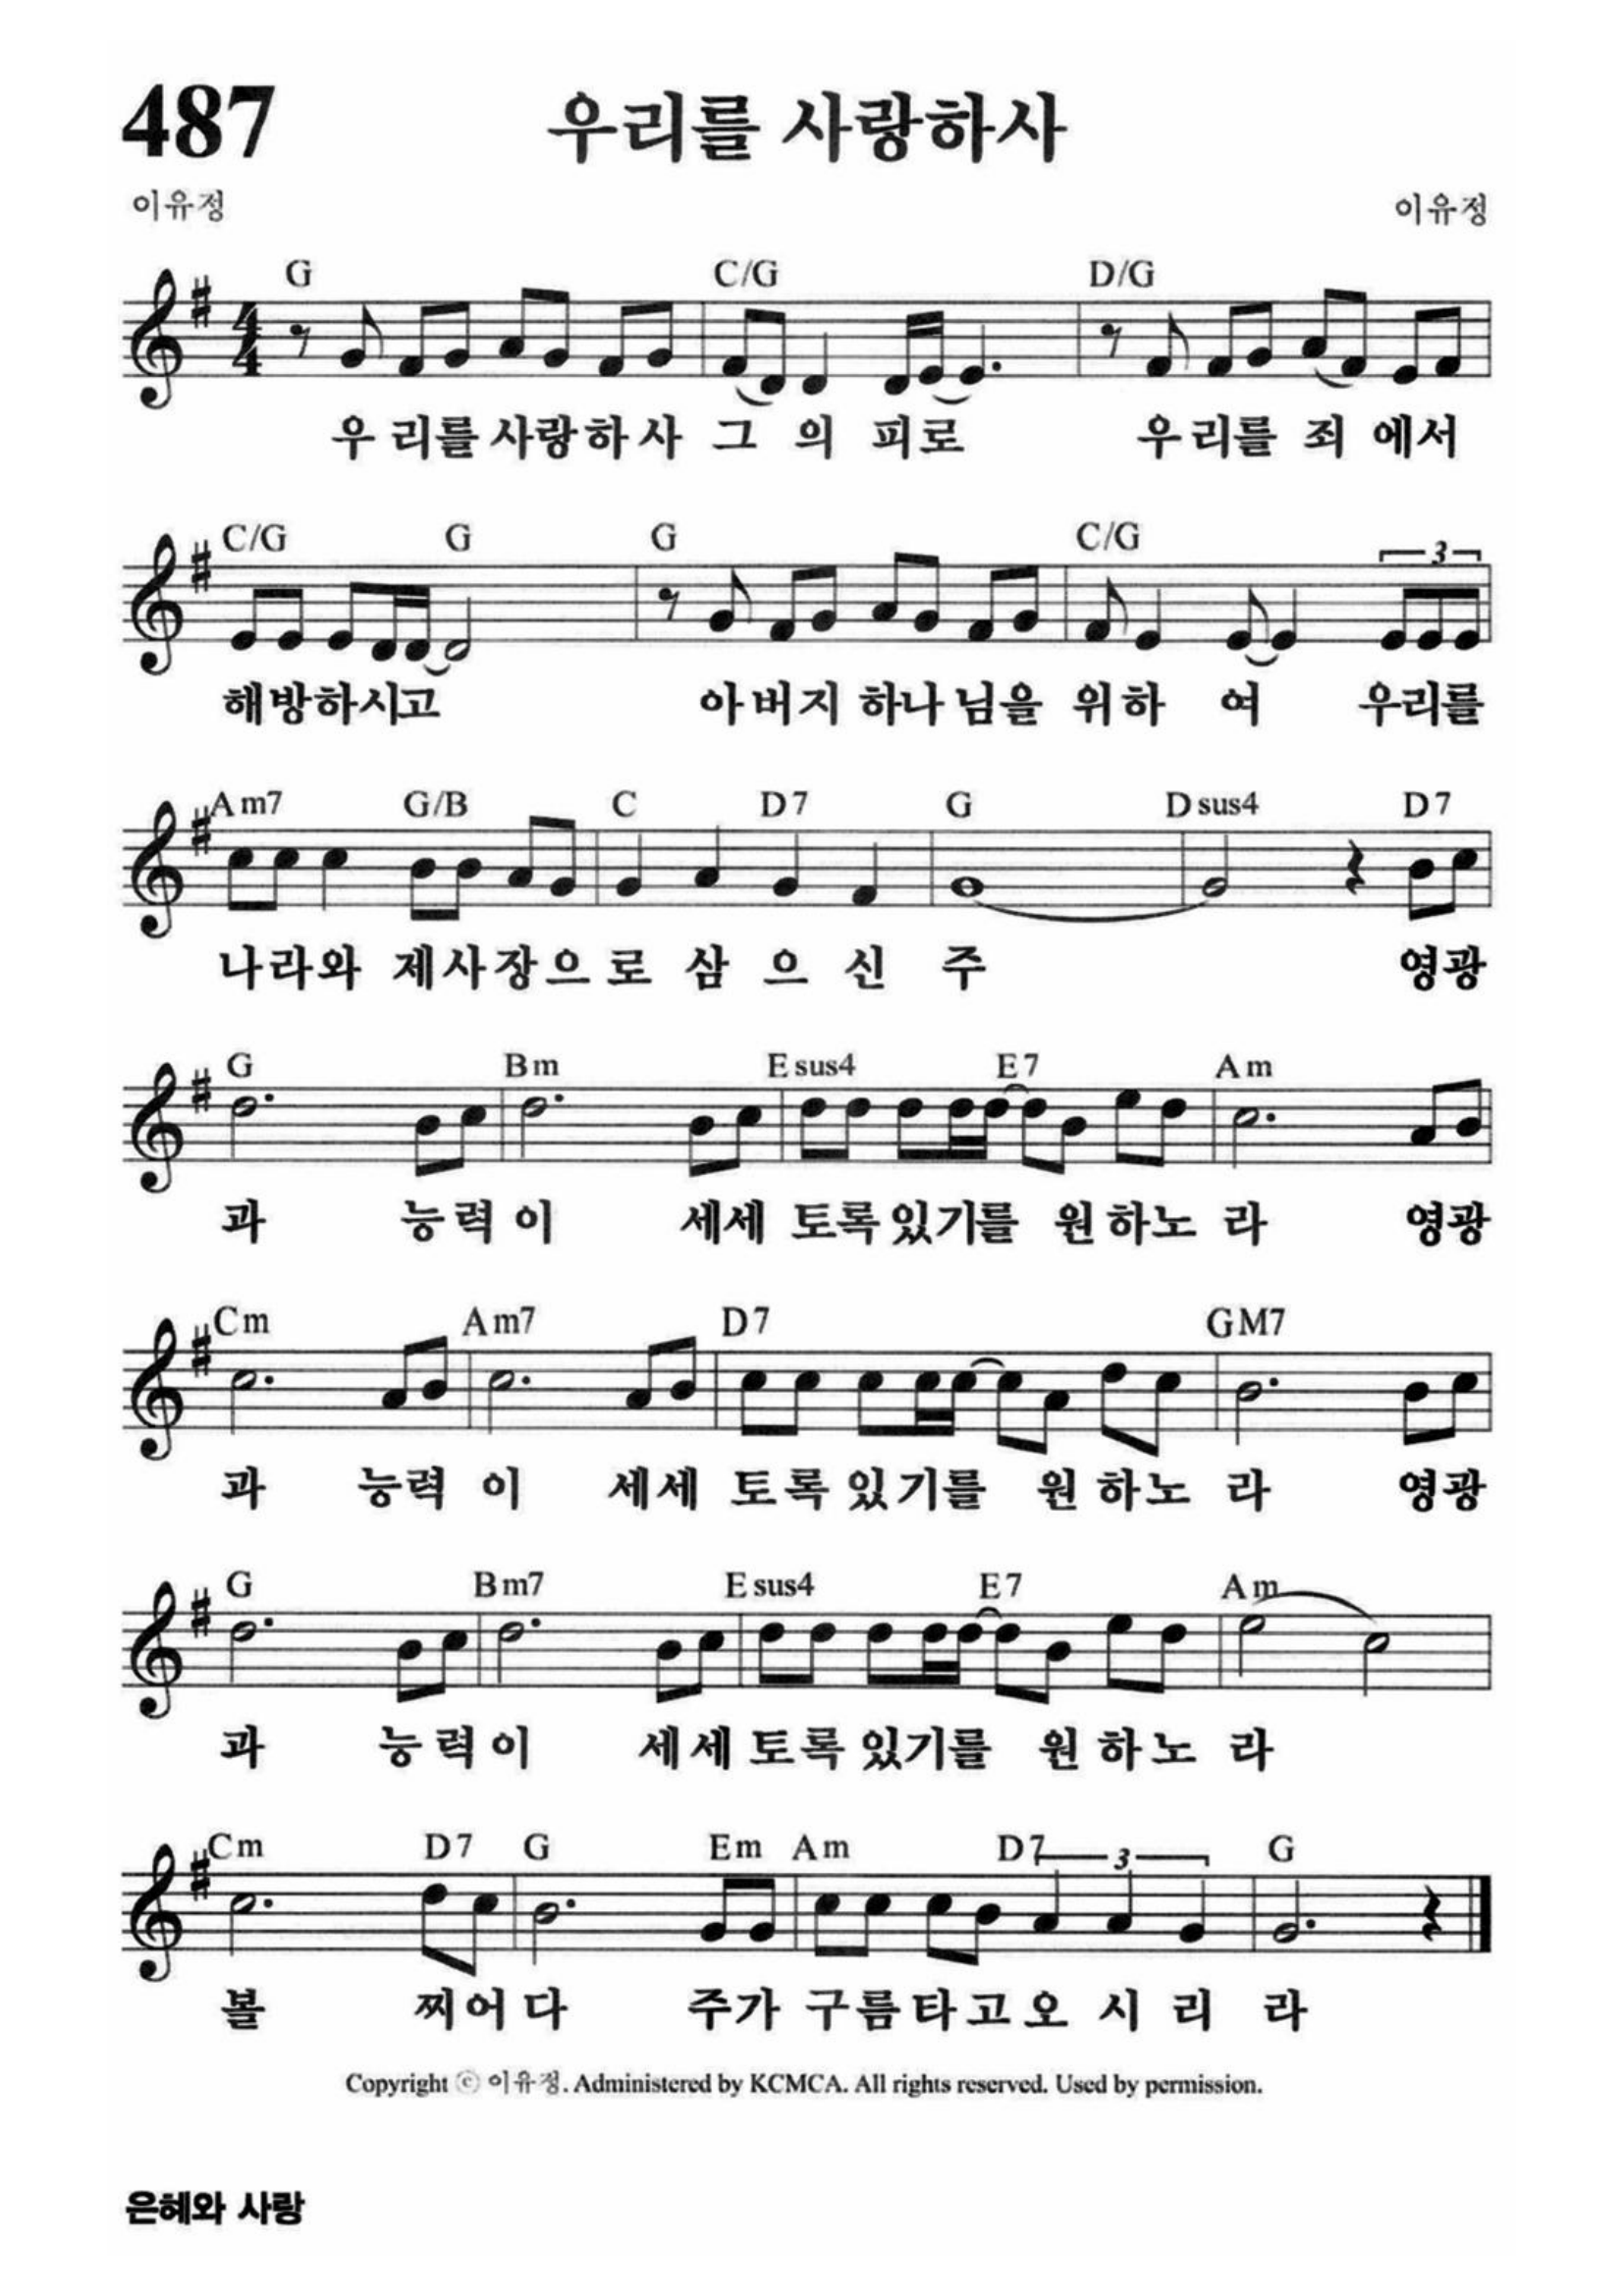 487
우리를 사랑하사
이유정 이유정
G C/G D/G
우 리를 사랑하 사 그 의 피로 우리를 죄 에서
C/G G G C/G 3
해방하시고 아버지 하나님을 위하 여 우리를
Am7 G/B C D7 G Dsus4 D7
나라와 제사장으로 삼 으 신 주 영광
G Bm Esus4 E7 Am
과 능력이 세세 토록 있기를 원하노 라 영광
Cm Am7 D7 GM7
과 능력 이 세세 토록 있기를 원 하노 라 영광
G Bm7 Esus4 E7 Am
과 능력이 세세 토록 있기를 원 하노 라
Cm D7 G Em Am D7 3 G
볼 찌어다 주가 구름타고오 시 리 라
Copyright ⓒ 이유정. Administered by KCMCA. All rights reserved. Used by permission.
은혜와 사랑